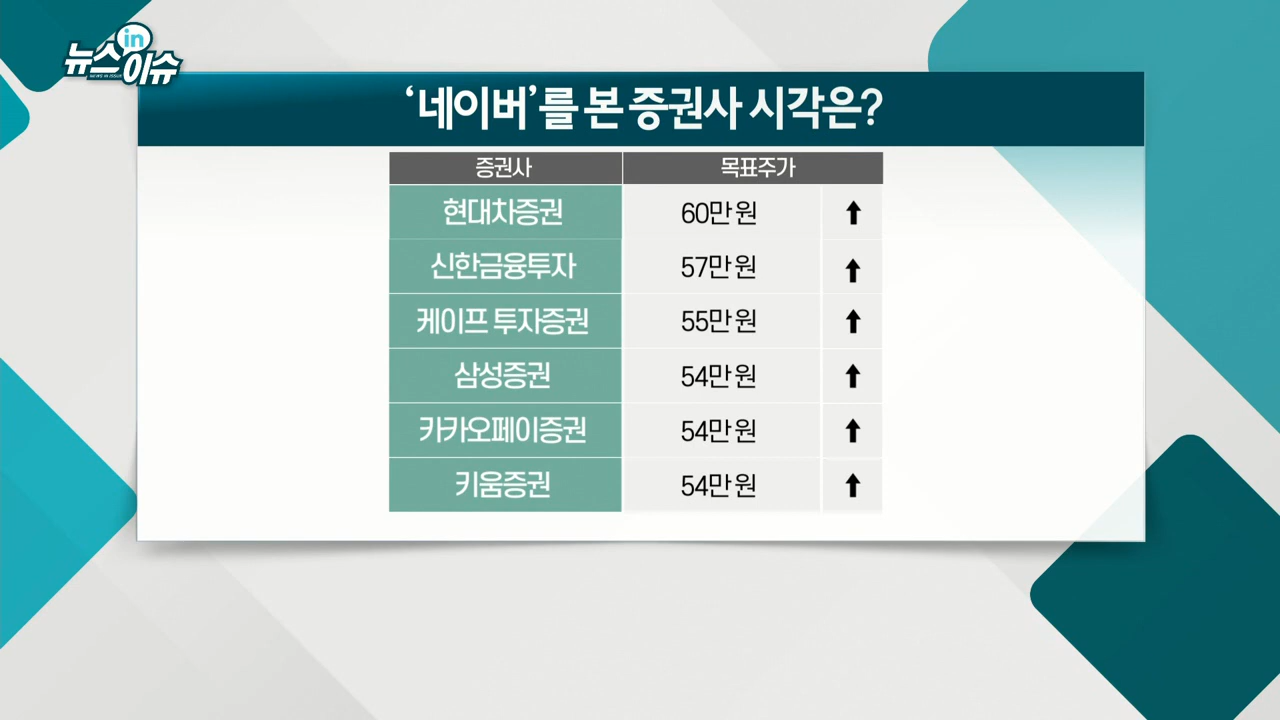 뉴스in이슈
NEWS IN ISSUE
‘네이버’를 본 증권사 시각은?
증권사 목표주가
현대차증권 60만원 ↑
신한금융투자 57만원 ↑
케이프 투자증권 55만원 ↑
삼성증권 54만원 ↑
카카오페이증권 54만원 ↑
키움증권 54만원 ↑